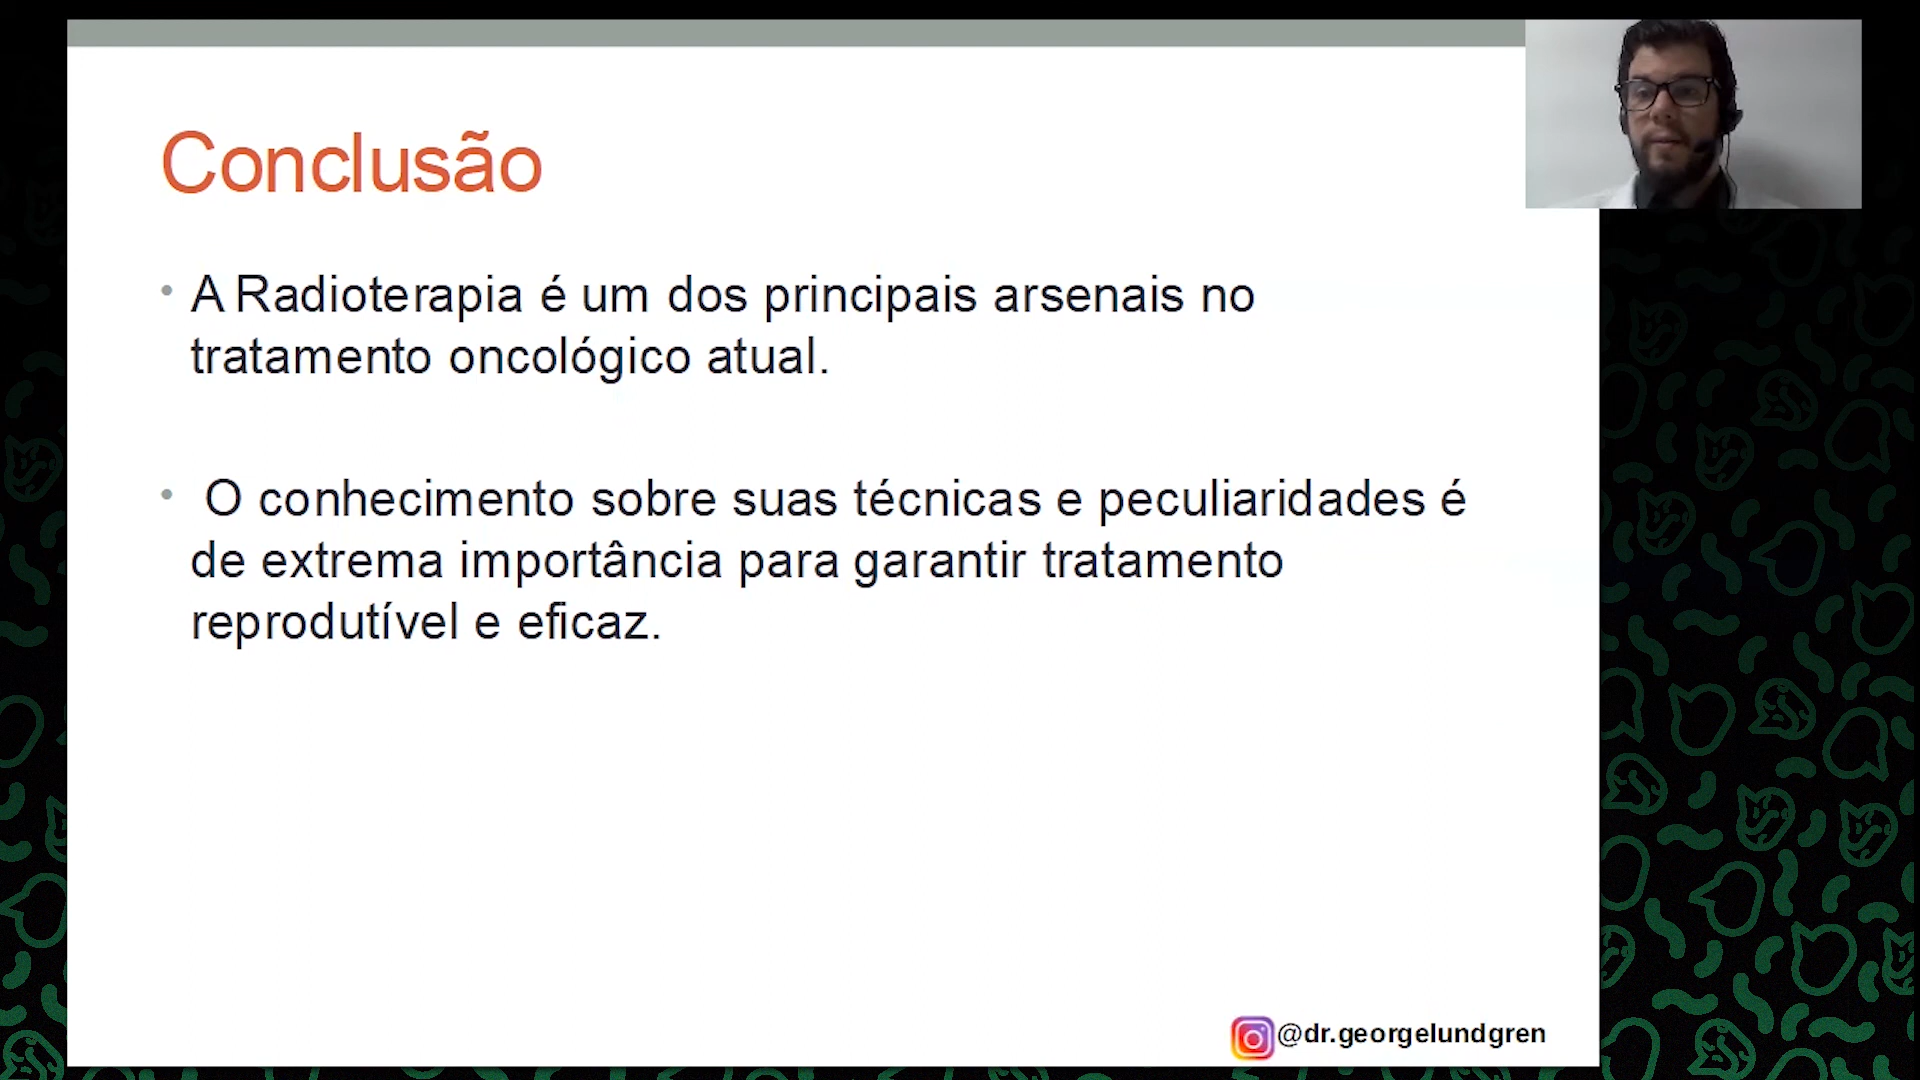 Conclusão
• A Radioterapia é um dos principais arsenais no
tratamento oncológico atual.
• O conhecimento sobre suas técnicas e peculiaridades é
de extrema importância para garantir tratamento
reprodutível e eficaz.
@dr.georgelundgren